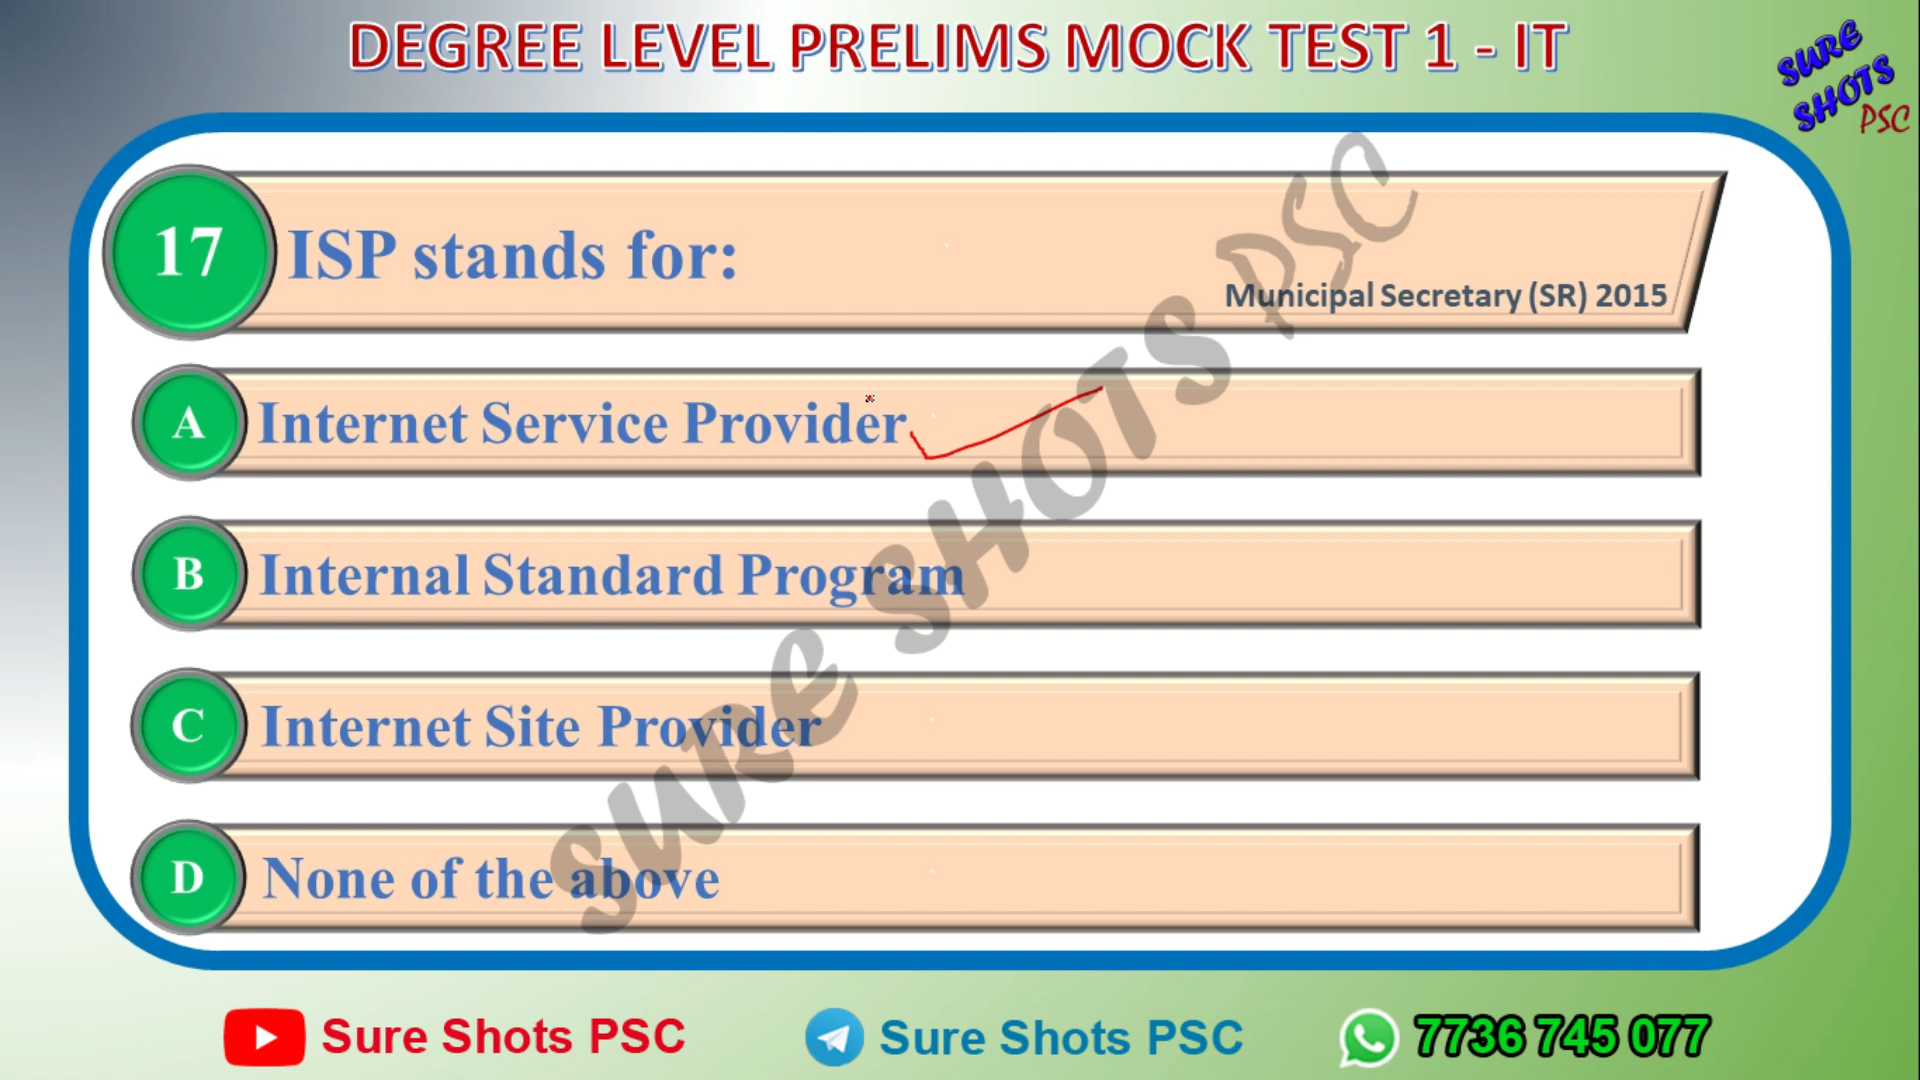 DEGREE LEVEL PRELIMS MOCK TEST 1 - IT
SURE
SHOTS
PSC
17
ISP stands for:
Municipal Secretary (SR) 2015
A
Internet Service Provider
B
Internal Standard Program
C
Internet Site Provider
D
None of the above
SURE SHOTS PSC
Sure Shots PSC
Sure Shots PSC
7736 745 077